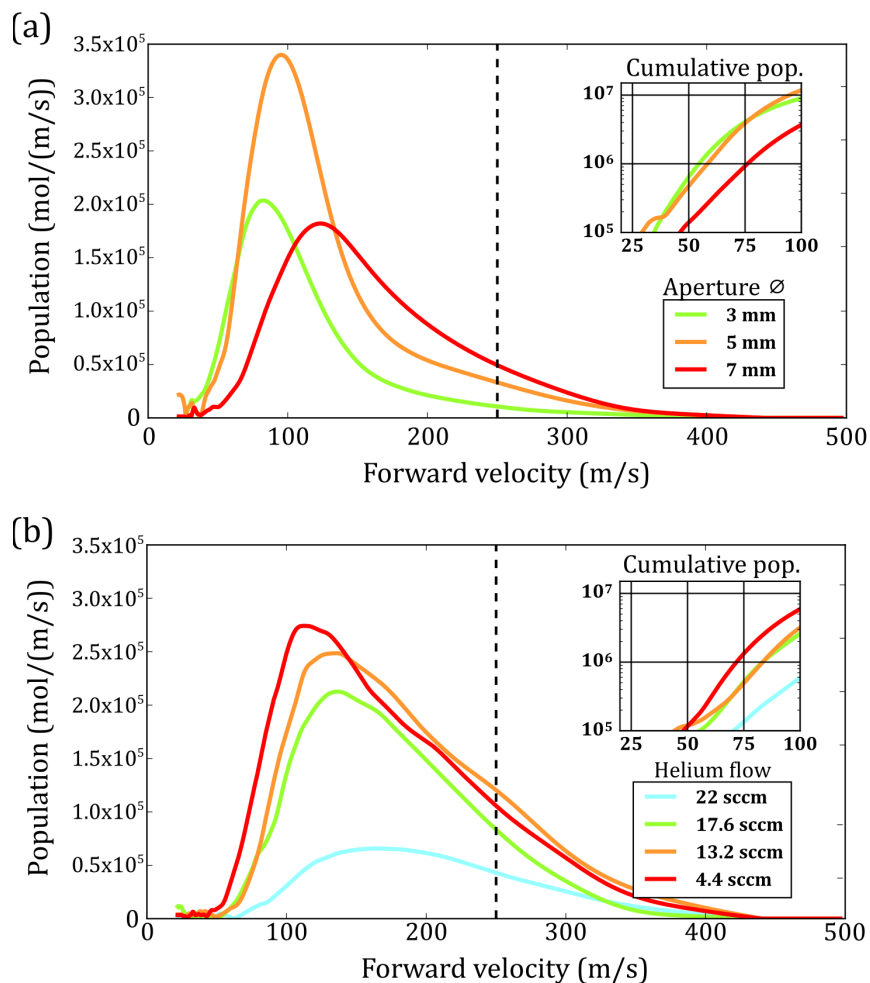 (a)
3.5x10⁵
3.0x10⁵
2.5x10⁵
2.0x10⁵
1.5x10⁵
1.0x10⁵
0.5x10⁵
0
Population (mol/(m/s))
0
100
200
300
400
500
Forward velocity (m/s)
Cumulative pop.
10⁷
10⁶
10⁵
25
50
75
100
Aperture ∅
3 mm
5 mm
7 mm
(b)
3.5x10⁵
3.0x10⁵
2.5x10⁵
2.0x10⁵
1.5x10⁵
1.0x10⁵
0.5x10⁵
0
Population (mol/(m/s))
0
100
200
300
400
500
Forward velocity (m/s)
Cumulative pop.
10⁷
10⁶
10⁵
25
50
75
100
Helium flow
22 sccm
17.6 sccm
13.2 sccm
4.4 sccm